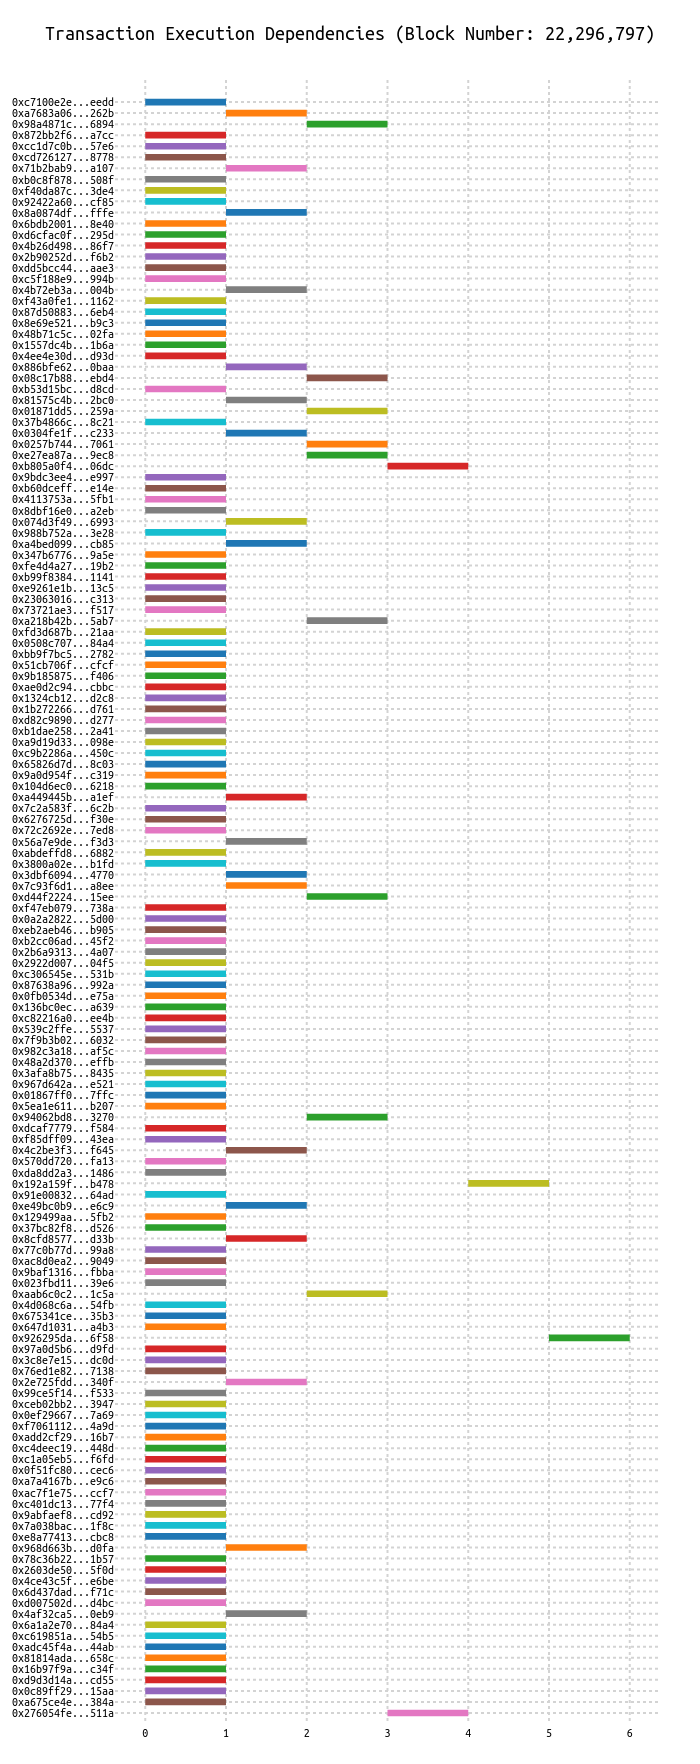 Transaction Execution Dependencies (Block Number: 22,296,797)
0xc7100e2e...eedd
0xa7683a06...262b
0x98a4871c...6894
0x872bb2f6...a7cc
0xcc1d7c0b...57e6
0xcd726127...8778
0x71b2bab9...a107
0xb0c8f878...508f
0xf40da87c...3de4
0x92422a60...cf85
0x8a0874df...fffe
0x6bdb2001...8e40
0xd6cfac0f...295d
0x4b26d498...86f7
0x2b90252d...f6b2
0xdd5bcc44...aae3
0xc5f188e9...994b
0x4b72eb3a...004b
0xf43a0fe1...1162
0x87d50883...6eb4
0x8e69e521...b9c3
0x48b71c5c...02fa
0x1557dc4b...1b6a
0x4ee4e30d...d93d
0x886bfe62...0baa
0x08c17b88...ebd4
0xb53d15bc...d8cd
0x81575c4b...2bc0
0x01871dd5...259a
0x37b4866c...8c21
0x0304fe1f...c233
0x0257b744...7061
0xe27ea87a...9ec8
0xb805a0f4...06dc
0x9bdc3ee4...e997
0xb60dceff...e14e
0x4113753a...5fb1
0x8dbf16e0...a2eb
0x074d3f49...6993
0x988b752a...3e28
0xa4bed099...cb85
0x347b6776...9a5e
0xfe4d4a27...19b2
0xb99f8384...1141
0xe9261e1b...13c5
0x23063016...c313
0x73721ae3...f517
0xa218b42b...5ab7
0xfd3d687b...21aa
0x0508c707...84a4
0xbb9f7bc5...2782
0x51cb706f...cfcf
0x9b185875...f406
0xae0d2c94...cbbc
0x1324cb12...d2c8
0x1b272266...d761
0xd82c9890...d277
0xb1dae258...2a41
0xa9d19d33...098e
0xc9b2286a...450c
0x65826d7d...8c03
0x9a0d954f...c319
0x104d6ec0...6218
0xa449445b...a1ef
0x7c2a583f...6c2b
0x6276725d...f30e
0x72c2692e...7ed8
0x56a7e9de...f3d3
0xabdeffd8...6882
0x3800a02e...b1fd
0x3dbf6094...4770
0x7c93f6d1...a8ee
0xd44f2224...15ee
0xf47eb079...738a
0x0a2a2822...5d00
0xeb2aeb46...b905
0xb2cc06ad...45f2
0x2b6a9313...4a07
0x2922d007...04f5
0xc306545e...531b
0x87638a96...992a
0x0fb0534d...e75a
0x136bc0ec...a639
0xc82216a0...ee4b
0x539c2ffe...5537
0x7f9b3b02...6032
0x982c3a18...af5c
0x48a2d370...effb
0x3afa8b75...8435
0x967d642a...e521
0x01867ff0...7ffc
0x5ea1e611...b207
0x94062bd8...3270
0xdcaf7779...f584
0xf85dff09...43ea
0x4c2be3f3...f645
0x570dd720...fa13
0xda8dd2a3...1486
0x192a159f...b478
0x91e00832...64ad
0xe49bc0b9...e6c9
0x129499aa...5fb2
0x37bc82f8...d526
0x8cfd8577...d33b
0x77c0b77d...99a8
0xac8d0ea2...9049
0x9baf1316...fbba
0x023fbd11...39e6
0xaab6c0c2...1c5a
0x4d068c6a...54fb
0x675341ce...35b3
0x647d1031...a4b3
0x926295da...6f58
0x97a0d5b6...d9fd
0x3c8e7e15...dc0d
0x76ed1e82...7138
0x2e725fdd...340f
0x99ce5f14...f533
0xceb02bb2...3947
0x0ef29667...7a69
0xf7061112...4a9d
0xadd2cf29...16b7
0xc4deec19...448d
0xc1a05eb5...f6fd
0x0f51fc80...cec6
0xa7a4167b...e9c6
0xac7f1e75...ccf7
0xc401dc13...77f4
0x9abfaef8...cd92
0x7a038bac...1f8c
0xe8a77413...cbc8
0x968d663b...d0fa
0x78c36b22...1b57
0x2603de50...5f0d
0x4ce43c5f...e6be
0x6d437dad...f71c
0xd007502d...d4bc
0x4af32ca5...0eb9
0x6a1a2e70...84a4
0xc619851a...54b5
0xadc45f4a...44ab
0x81814ada...658c
0x16b97f9a...c34f
0xd9d3d14a...cd55
0x0c89ff29...15aa
0xa675ce4e...384a
0x276054fe...511a
0 1 2 3 4 5 6